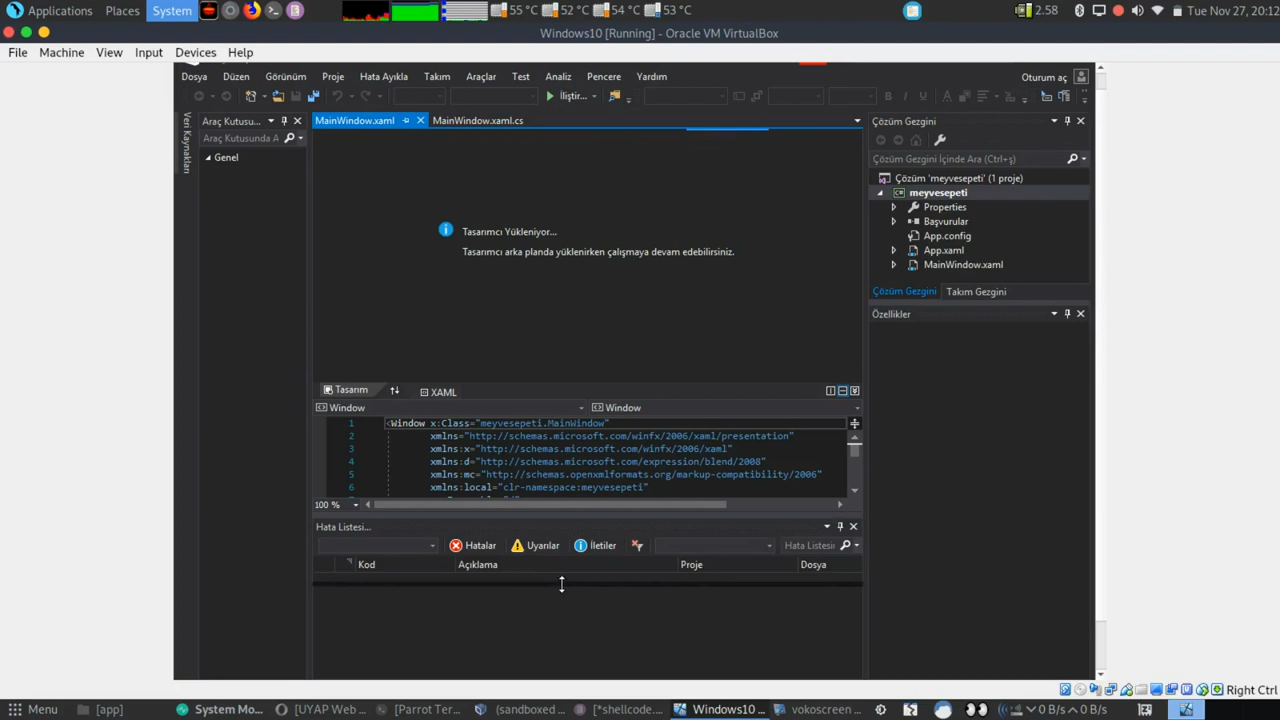 Applications Places System 55 °C 52 °C 54 °C 53 °C 2.58 Tue Nov 27, 20:12
Windows10 [Running] - Oracle VM VirtualBox
File Machine View Input Devices Help
Dosya Düzen Görünüm Proje Hata Ayıkla Takım Araçlar Test Analiz Pencere Yardım Oturum aç
İliştir...
Veri Kaynakları
Araç Kutusu...
Araç Kutusunda A
Genel
MainWindow.xaml MainWindow.xaml.cs
Tasarımcı Yükleniyor...
Tasarımcı arka planda yüklenirken çalışmaya devam edebilirsiniz.
Tasarım XAML
Window Window
1 <Window x:Class="meyvesepeti.MainWindow"
2 xmlns="http://schemas.microsoft.com/winfx/2006/xaml/presentation"
3 xmlns:x="http://schemas.microsoft.com/winfx/2006/xaml"
4 xmlns:d="http://schemas.microsoft.com/expression/blend/2008"
5 xmlns:mc="http://schemas.openxmlformats.org/markup-compatibility/2006"
6 xmlns:local="clr-namespace:meyvesepeti"
100 %
Hata Listesi...
Hatalar Uyarılar İletiler Hata Listesi
Kod Açıklama Proje Dosya
Çözüm Gezgini
Çözüm Gezgini İçinde Ara (Ctrl+ş)
Çözüm 'meyvesepeti' (1 proje)
C# meyvesepeti
Properties
Başvurular
App.config
App.xaml
MainWindow.xaml
Çözüm Gezgini Takım Gezgini
Özellikler
Right Ctrl
Menu [app] System Mo... [UYAP Web ... [Parrot Ter... (sandboxed ... [*shellcode.... Windows10 ... vokoscreen 0 B/s 0 B/s